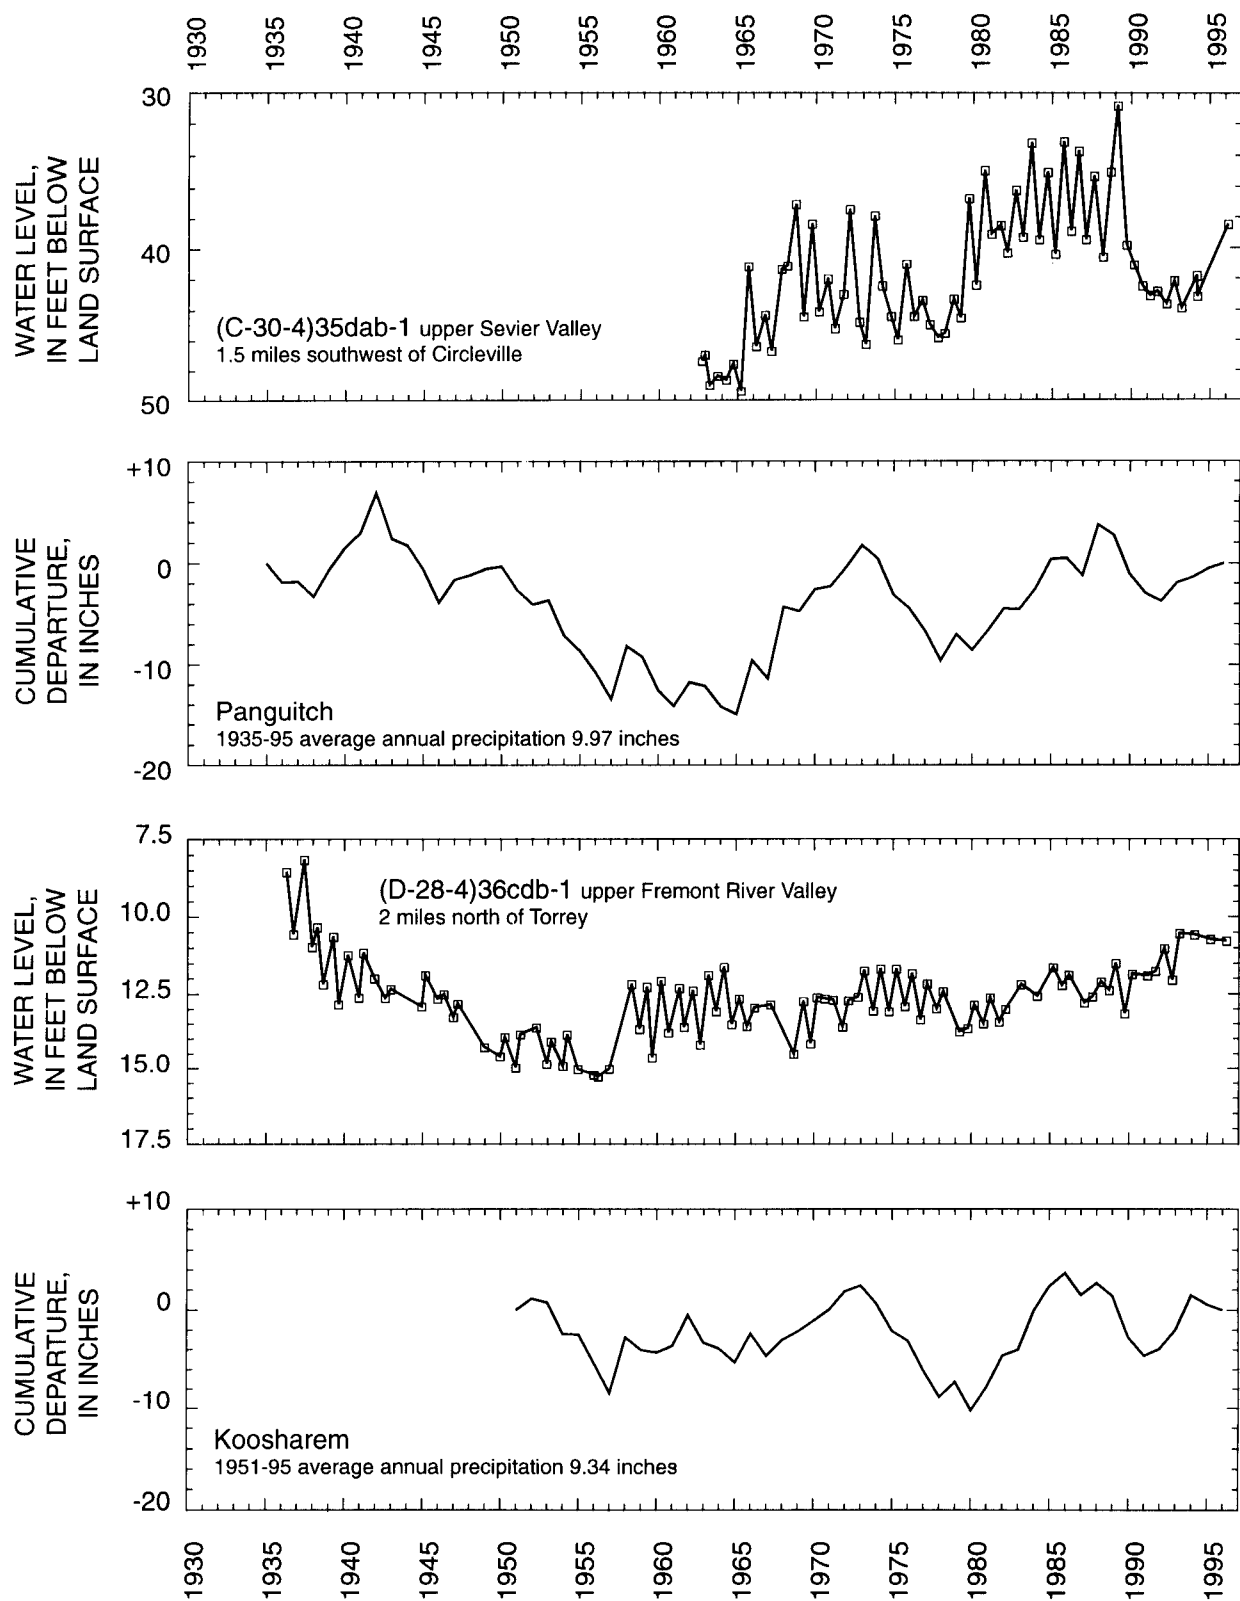 1930 1935 1940 1945 1950 1955 1960 1965 1970 1975 1980 1985 1990 1995
WATER LEVEL,
IN FEET BELOW
LAND SURFACE
30
40
50
(C-30-4)35dab-1 upper Sevier Valley
1.5 miles southwest of Circleville
CUMULATIVE
DEPARTURE,
IN INCHES
+10
0
-10
-20
Panguitch
1935-95 average annual precipitation 9.97 inches
WATER LEVEL,
IN FEET BELOW
LAND SURFACE
7.5
10.0
12.5
15.0
17.5
(D-28-4)36cdb-1 upper Fremont River Valley
2 miles north of Torrey
CUMULATIVE
DEPARTURE,
IN INCHES
+10
0
-10
-20
Koosharem
1951-95 average annual precipitation 9.34 inches
1930 1935 1940 1945 1950 1955 1960 1965 1970 1975 1980 1985 1990 1995